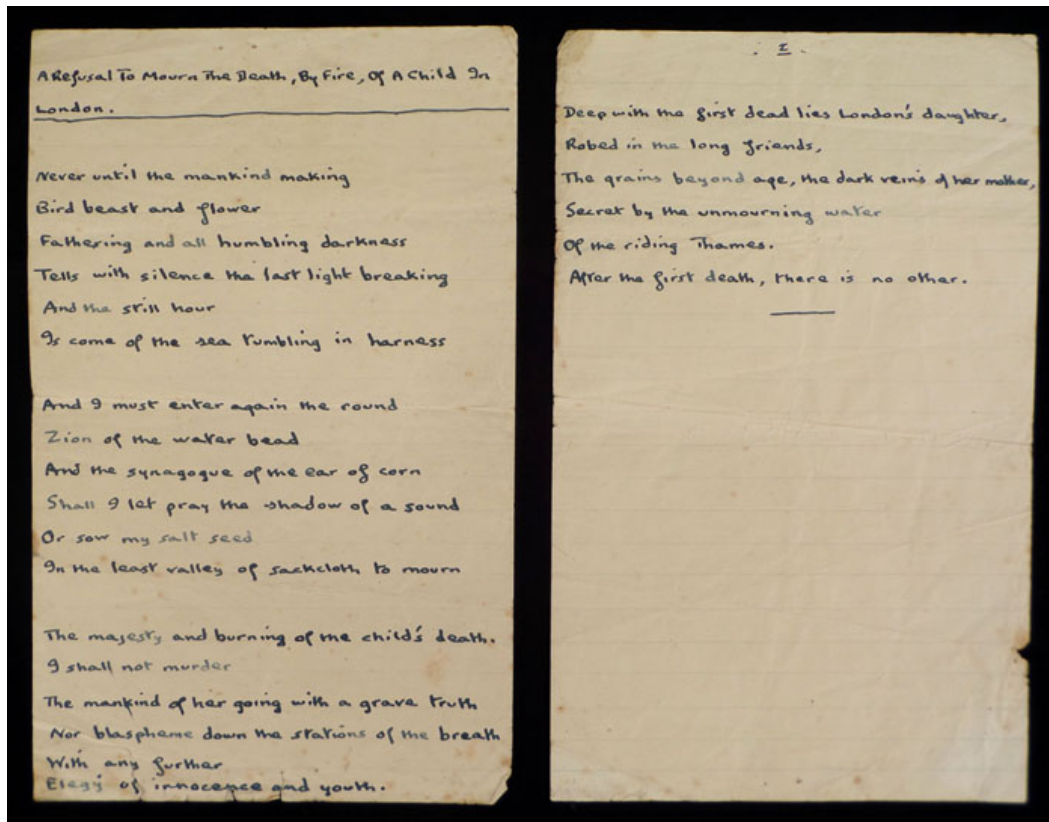 A Refusal To Mourn The Death, By Fire, Of A Child In
London.
Never until the mankind making
Bird beast and flower
Fathering and all humbling darkness
Tells with silence the last light breaking
And the still hour
Is come of the sea tumbling in harness
And I must enter again the round
Zion of the water bead
And the synagogue of the ear of corn
Shall I let pray the shadow of a sound
Or sow my salt seed
In the least valley of sackcloth to mourn
The majesty and burning of the child's death.
I shall not murder
The mankind of her going with a grave truth
Nor blaspheme down the stations of the breath
With any further
Elegy of innocence and youth.
I
Deep with the first dead lies London's daughter,
Robed in the long friends,
The grains beyond age, the dark veins of her mother,
Secret by the unmourning water
Of the riding Thames.
After the first death, there is no other.